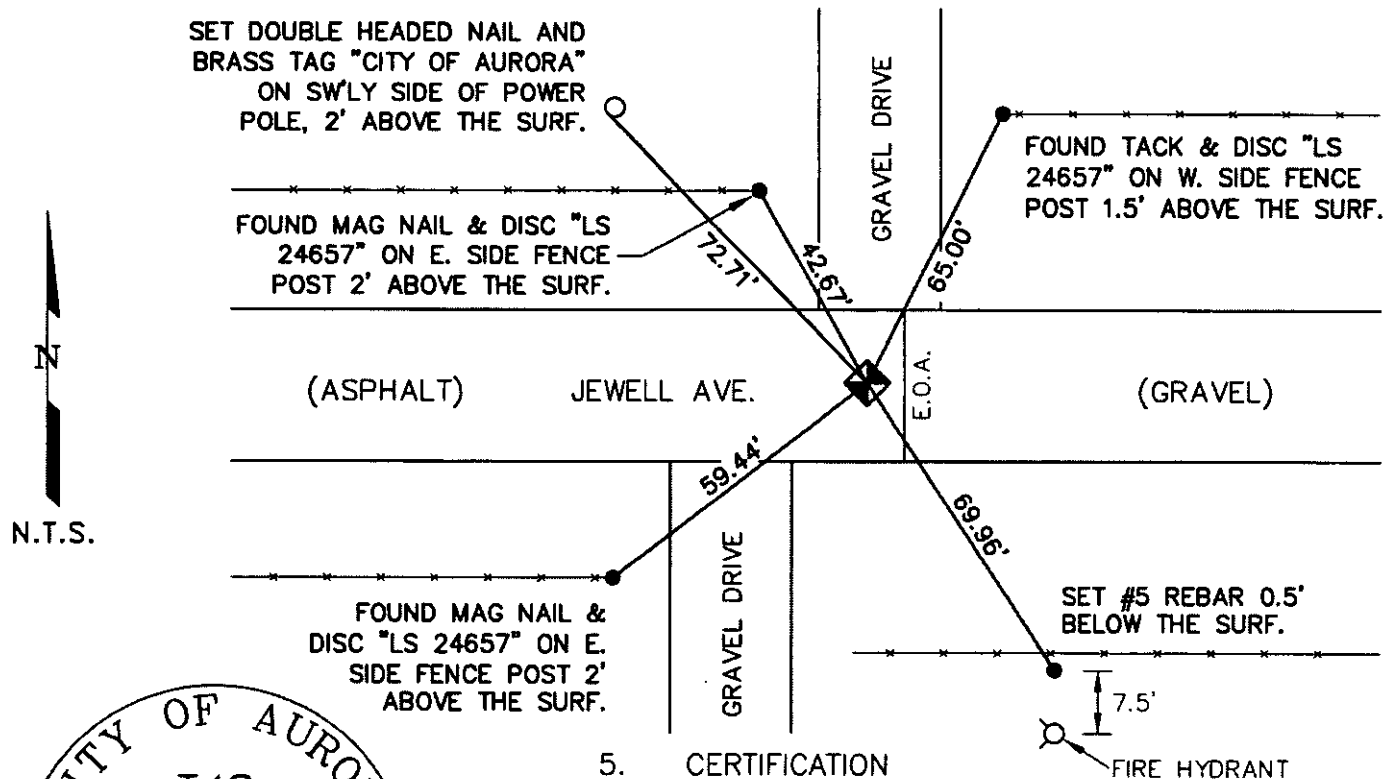 SET DOUBLE HEADED NAIL AND
BRASS TAG "CITY OF AURORA"
ON SW'LY SIDE OF POWER
POLE, 2' ABOVE THE SURF.
GRAVEL DRIVE
FOUND TACK & DISC "LS
24657" ON W. SIDE FENCE
POST 1.5' ABOVE THE SURF.
FOUND MAG NAIL & DISC "LS
24657" ON E. SIDE FENCE
POST 2' ABOVE THE SURF.
72.71'
42.67'
65.00'
N
N.T.S.
(ASPHALT)
JEWELL AVE.
E.O.A.
(GRAVEL)
59.44'
69.96'
GRAVEL DRIVE
FOUND MAG NAIL &
DISC "LS 24657" ON E.
SIDE FENCE POST 2'
ABOVE THE SURF.
SET #5 REBAR 0.5'
BELOW THE SURF.
7.5'
FIRE HYDRANT
OF
5. CERTIFICATION